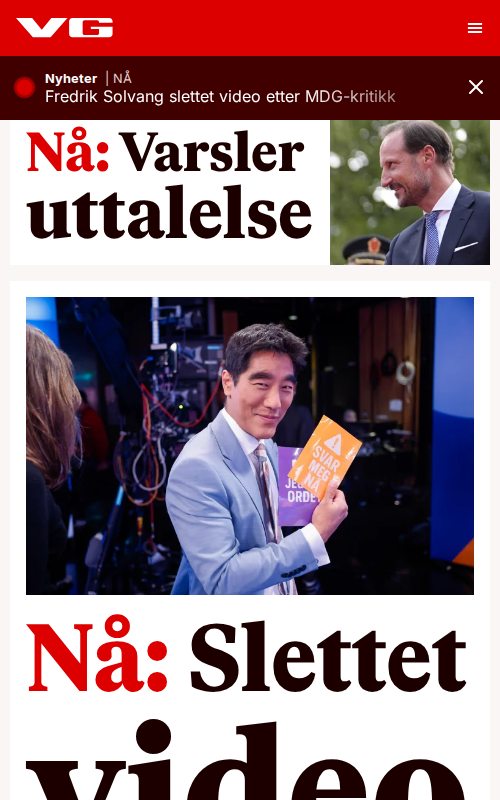 VG
Nyheter | NÅ
Fredrik Solvang slettet video etter MDG-kritikk
Nå: Varsler
uttalelse
SVAR
MEG
NÅ
ORDET
Nå: Slettet
video